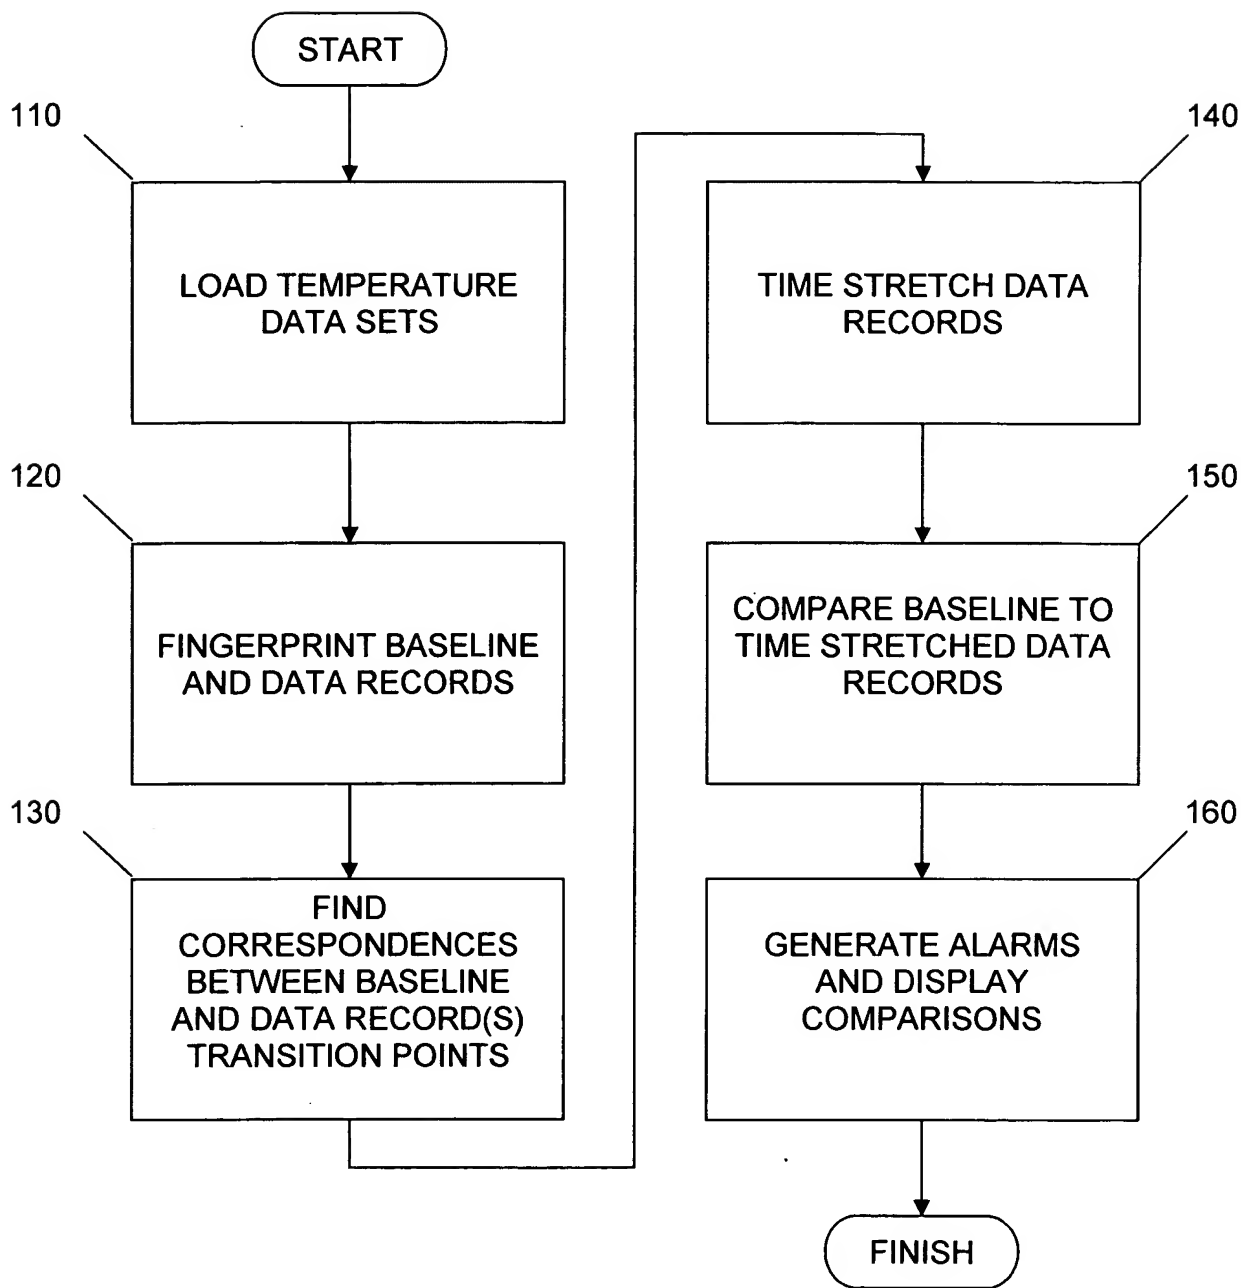 START
110
LOAD TEMPERATURE
DATA SETS
120
FINGERPRINT BASELINE
AND DATA RECORDS
130
FIND
CORRESPONDENCES
BETWEEN BASELINE
AND DATA RECORD(S)
TRANSITION POINTS
140
TIME STRETCH DATA
RECORDS
150
COMPARE BASELINE TO
TIME STRETCHED DATA
RECORDS
160
GENERATE ALARMS
AND DISPLAY
COMPARISONS
FINISH